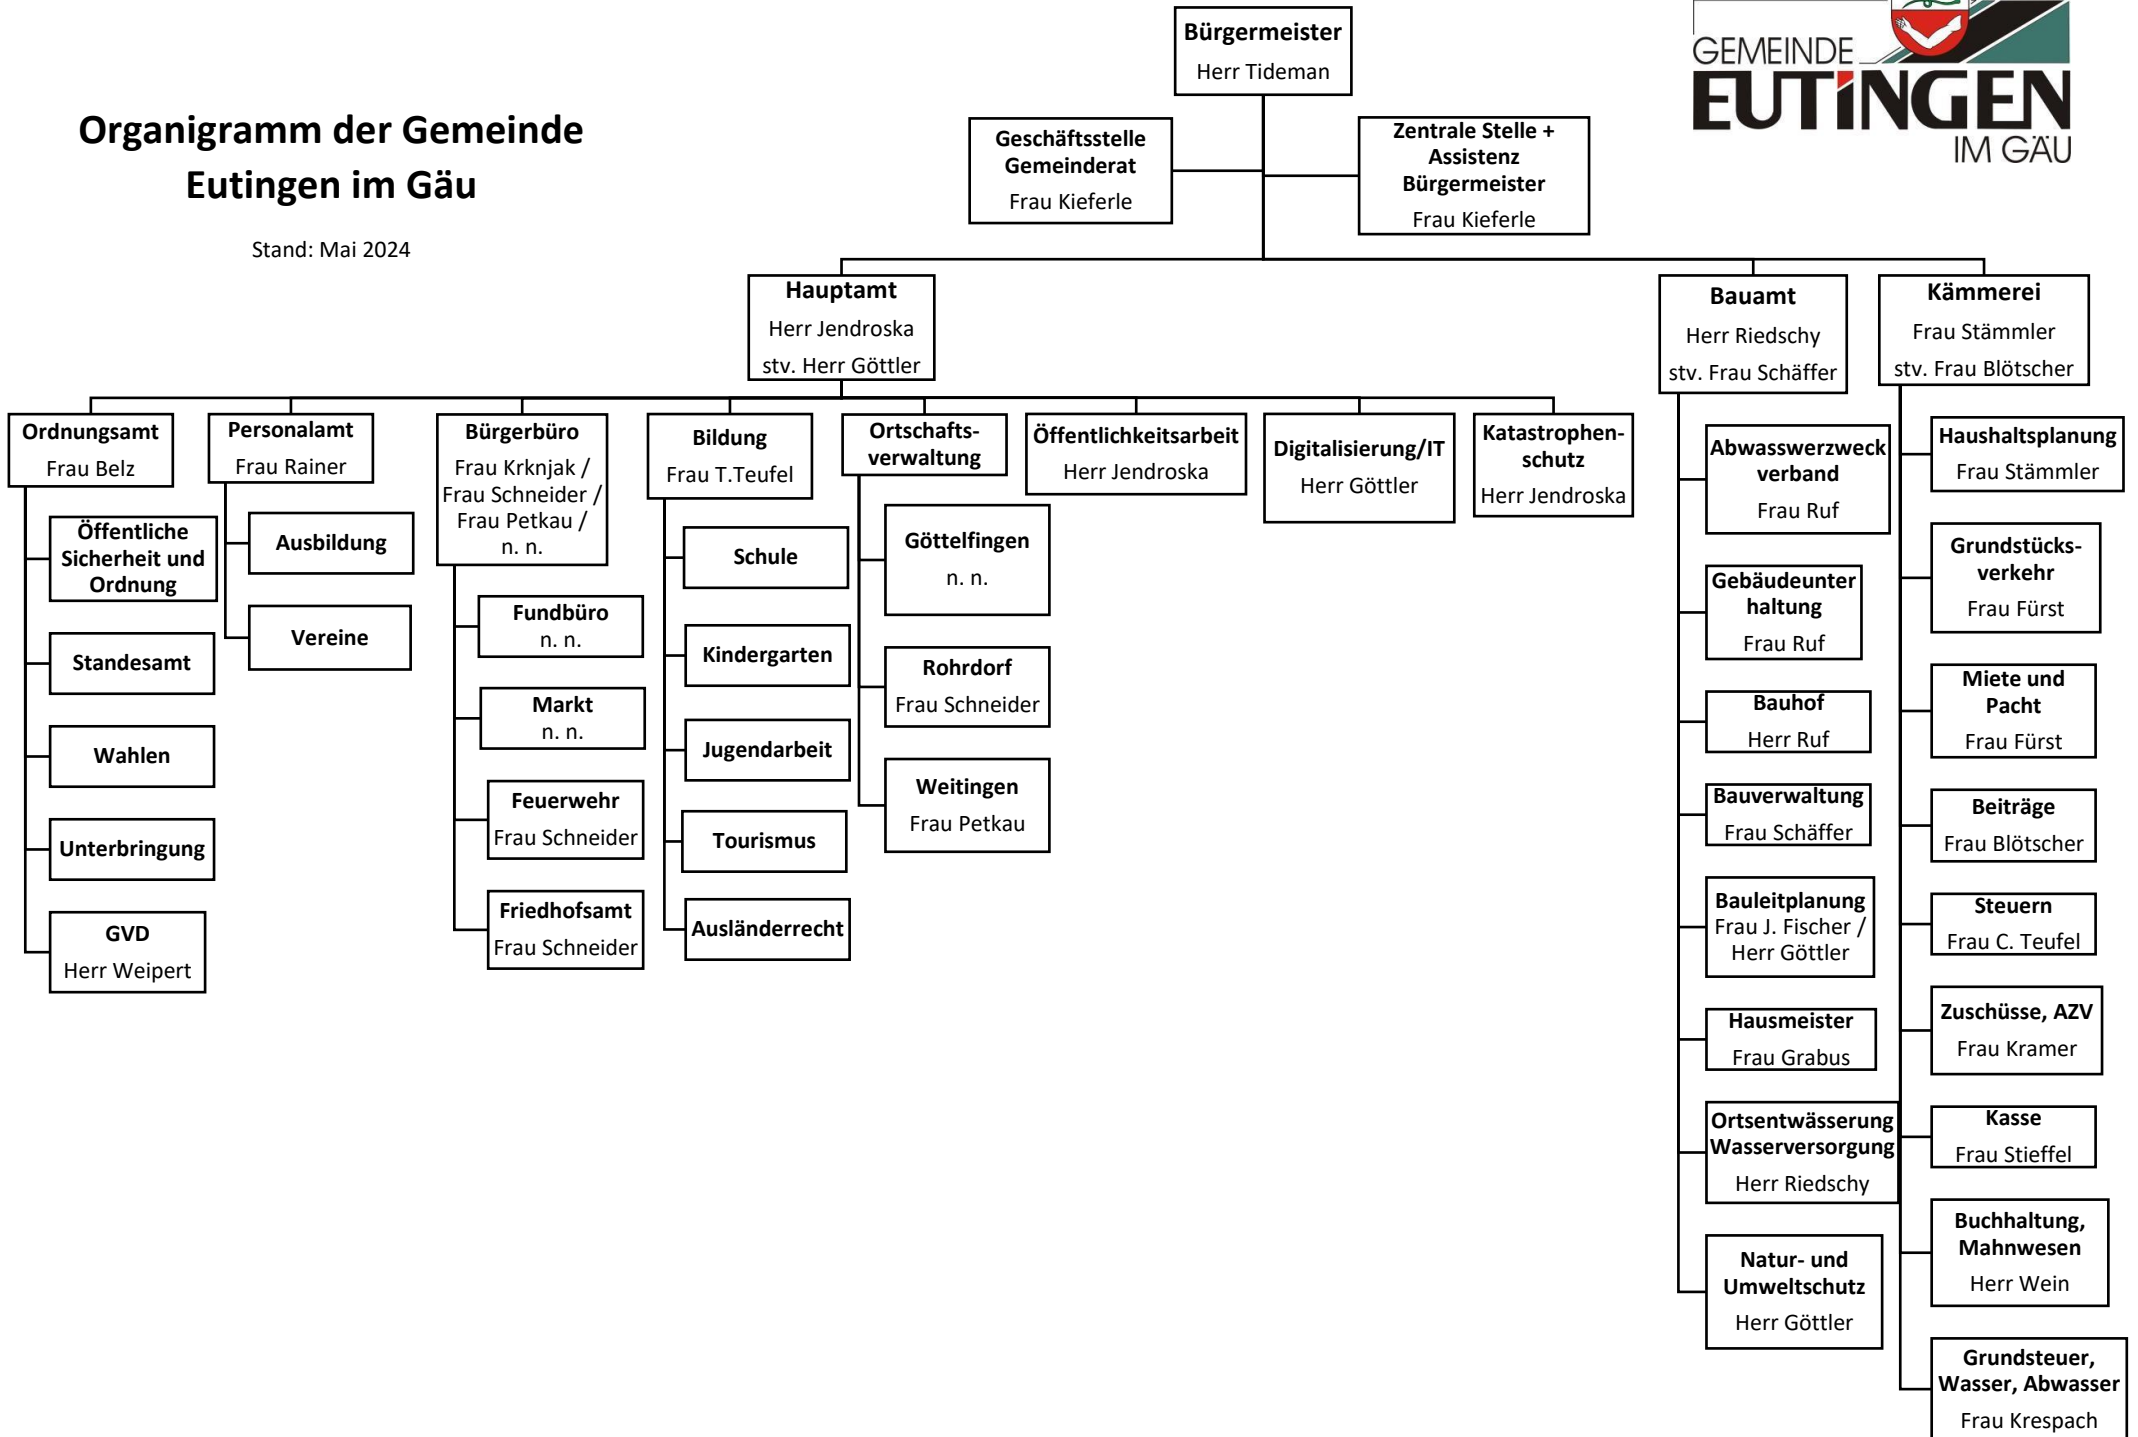 Organigramm der Gemeinde
Eutingen im Gäu
Stand: Mai 2024
GEMEINDE
EUTINGEN
IM GÄU
Bürgermeister
Herr Tideman
Geschäftsstelle
Gemeinderat
Frau Kieferle
Zentrale Stelle +
Assistenz
Bürgermeister
Frau Kieferle
Hauptamt
Herr Jendroska
stv. Herr Göttler
Bauamt
Herr Riedschy
stv. Frau Schäffer
Kämmerei
Frau Stämmler
stv. Frau Blötscher
Ordnungsamt
Frau Belz
Öffentliche
Sicherheit und
Ordnung
Standesamt
Wahlen
Unterbringung
GVD
Herr Weipert
Personalamt
Frau Rainer
Ausbildung
Vereine
Bürgerbüro
Frau Krknjak /
Frau Schneider /
Frau Petkau /
n. n.
Fundbüro
n. n.
Markt
n. n.
Feuerwehr
Frau Schneider
Friedhofsamt
Frau Schneider
Bildung
Frau T.Teufel
Schule
Kindergarten
Jugendarbeit
Tourismus
Ausländerrecht
Ortschafts-
verwaltung
Göttelfingen
n. n.
Rohrdorf
Frau Schneider
Weitingen
Frau Petkau
Öffentlichkeitsarbeit
Herr Jendroska
Digitalisierung/IT
Herr Göttler
Katastrophen-
schutz
Herr Jendroska
Abwasswerzweck
verband
Frau Ruf
Gebäudeunter
haltung
Frau Ruf
Bauhof
Herr Ruf
Bauverwaltung
Frau Schäffer
Bauleitplanung
Frau J. Fischer /
Herr Göttler
Hausmeister
Frau Grabus
Ortsentwässerung
Wasserversorgung
Herr Riedschy
Natur- und
Umweltschutz
Herr Göttler
Haushaltsplanung
Frau Stämmler
Grundstücks-
verkehr
Frau Fürst
Miete und
Pacht
Frau Fürst
Beiträge
Frau Blötscher
Steuern
Frau C. Teufel
Zuschüsse, AZV
Frau Kramer
Kasse
Frau Stieffel
Buchhaltung,
Mahnwesen
Herr Wein
Grundsteuer,
Wasser, Abwasser
Frau Krespach